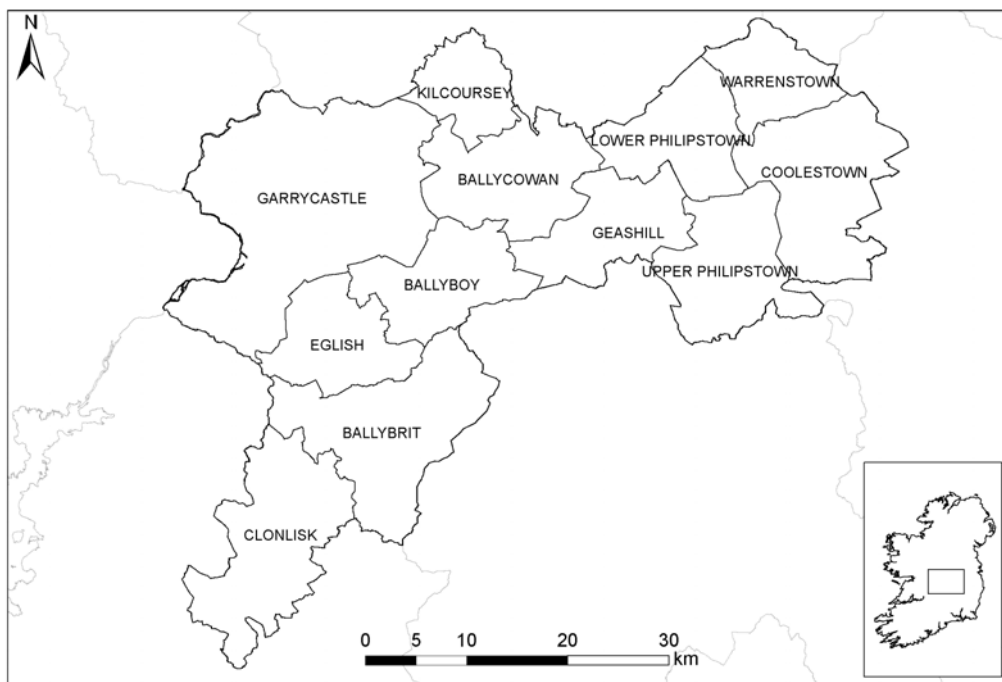 N
KILCOURSEY
WARRENSTOWN
LOWER PHILIPSTOWN
COOLESTOWN
BALLYCOWAN
GARRYCASTLE
GEASHILL
UPPER PHILIPSTOWN
BALLYBOY
EGLISH
BALLYBRIT
CLONLISK
0 5 10 20 30
km